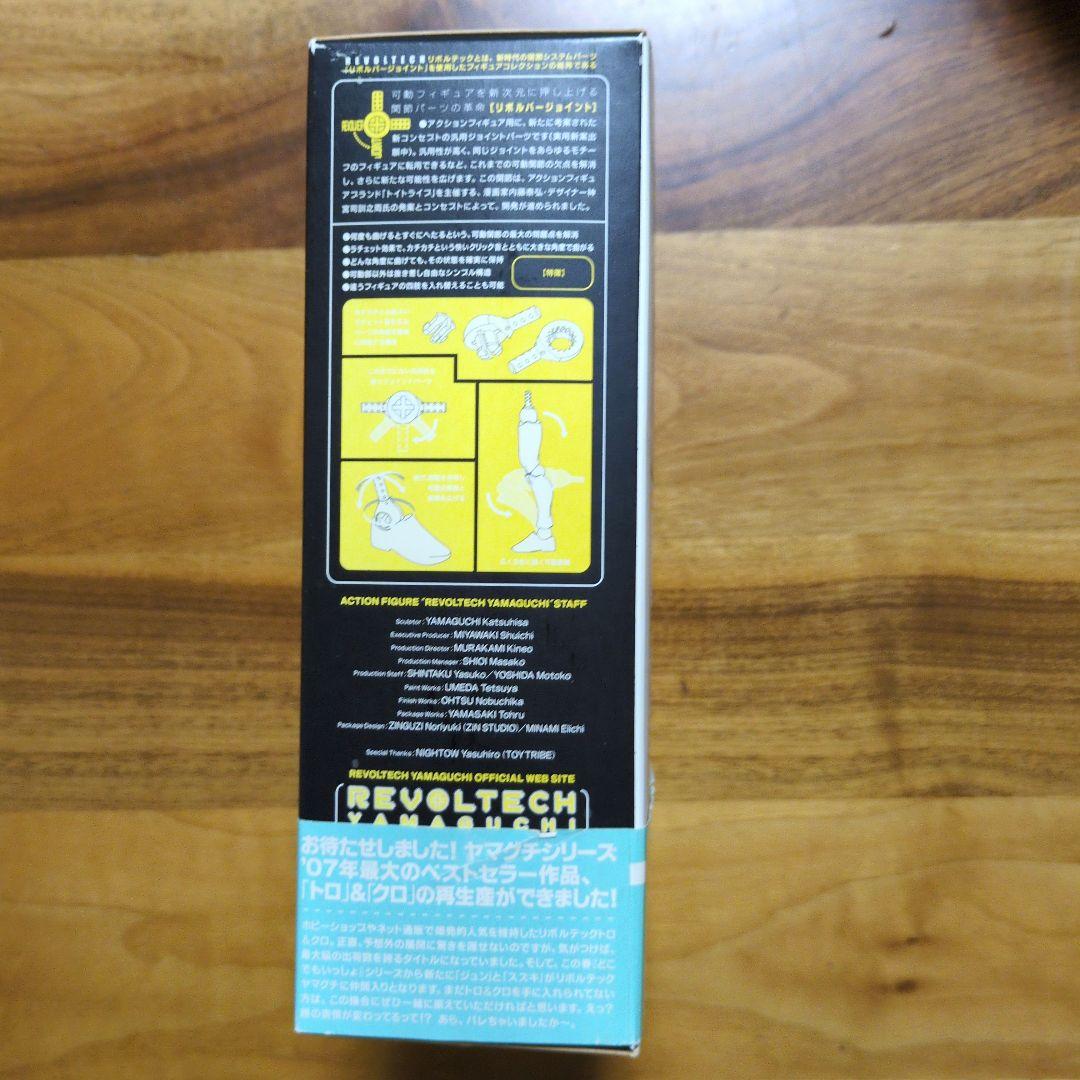 REVOLTECH リボルテックとは、新時代の関節システムパーツ
「リボルバージョイント」を使用したフィギュアコレクションの総称である
可動フィギュアを新次元に押し上げる
関節パーツの革命【リボルバージョイント】
REVOLVER
JOINT
●アクションフィギュア用に、新たに考案された
新コンセプトの汎用ジョイントパーツです(実用新案出
願中)。汎用性が高く、同じジョイントをあらゆるモチー
フのフィギュアに転用できるなど、これまでの可動関節の欠点を解消
し、さらに新たな可能性を広げます。この関節は、アクションフィギ
ュアブランド「トイトライブ」を主催する、漫画家内藤泰弘・デザイナー神
宮司訓之両氏の発案とコンセプトによって、開発が進められました。
●何度も曲げるとすぐにへたるという、可動関節の最大の問題点を解消
●ラチェット効果で、カチカチという快いクリック音とともに大きな角度で曲がる
●どんな角度に曲げても、その状態を確実に保持
●可動部以外は抜き差し自由なシンプル構造
●違うフィギュアの四肢を入れ替えることも可能
【特徴】
ACTION FIGURE "REVOLTECH YAMAGUCHI" STAFF
Sculptor : YAMAGUCHI Katsuhisa
Executive Producer : MIYAWAKI Shuichi
Production Director : MURAKAMI Kineo
Production Manager : SHIOI Masako
Production Staff : SHINTAKU Yasuko／YOSHIDA Motoko
Paint Works : UMEDA Tetsuya
Finish Works : OHTSU Nobuchika
Package Works : YAMASAKI Tohru
Package Design : ZINGUZI Noriyuki (ZIN STUDIO)／MINAMI Eiichi
Special Thanks : NIGHTOW Yasuhiro (TOY TRIBE)
REVOLTECH YAMAGUCHI OFFICIAL WEB SITE
REVOLTECH
YAMAGUCHI
お待たせしました! ヤマグチシリーズ
'07年最大のベストセラー作品、
「トロ」&「クロ」の再生産ができました!
ホビーショップやネット通販で爆発的人気を維持したリボルテックトロ
&クロ。正直、予想外の展開に驚きを隠せないのですが、気がつけば、
最大級の出荷数を誇るタイトルになっていました。そして、この春『どこ
でもいっしょ』シリーズから新たに「ジュン」と「スズキ」がリボルテック
ヤマグチに仲間入りとなります。まだトロ&クロを手に入れられてない
方は、この機会にぜひ一緒に揃えていただければと思います。えっ?
顔の表情が変わってるって!? あら、バレちゃいましたか〜。